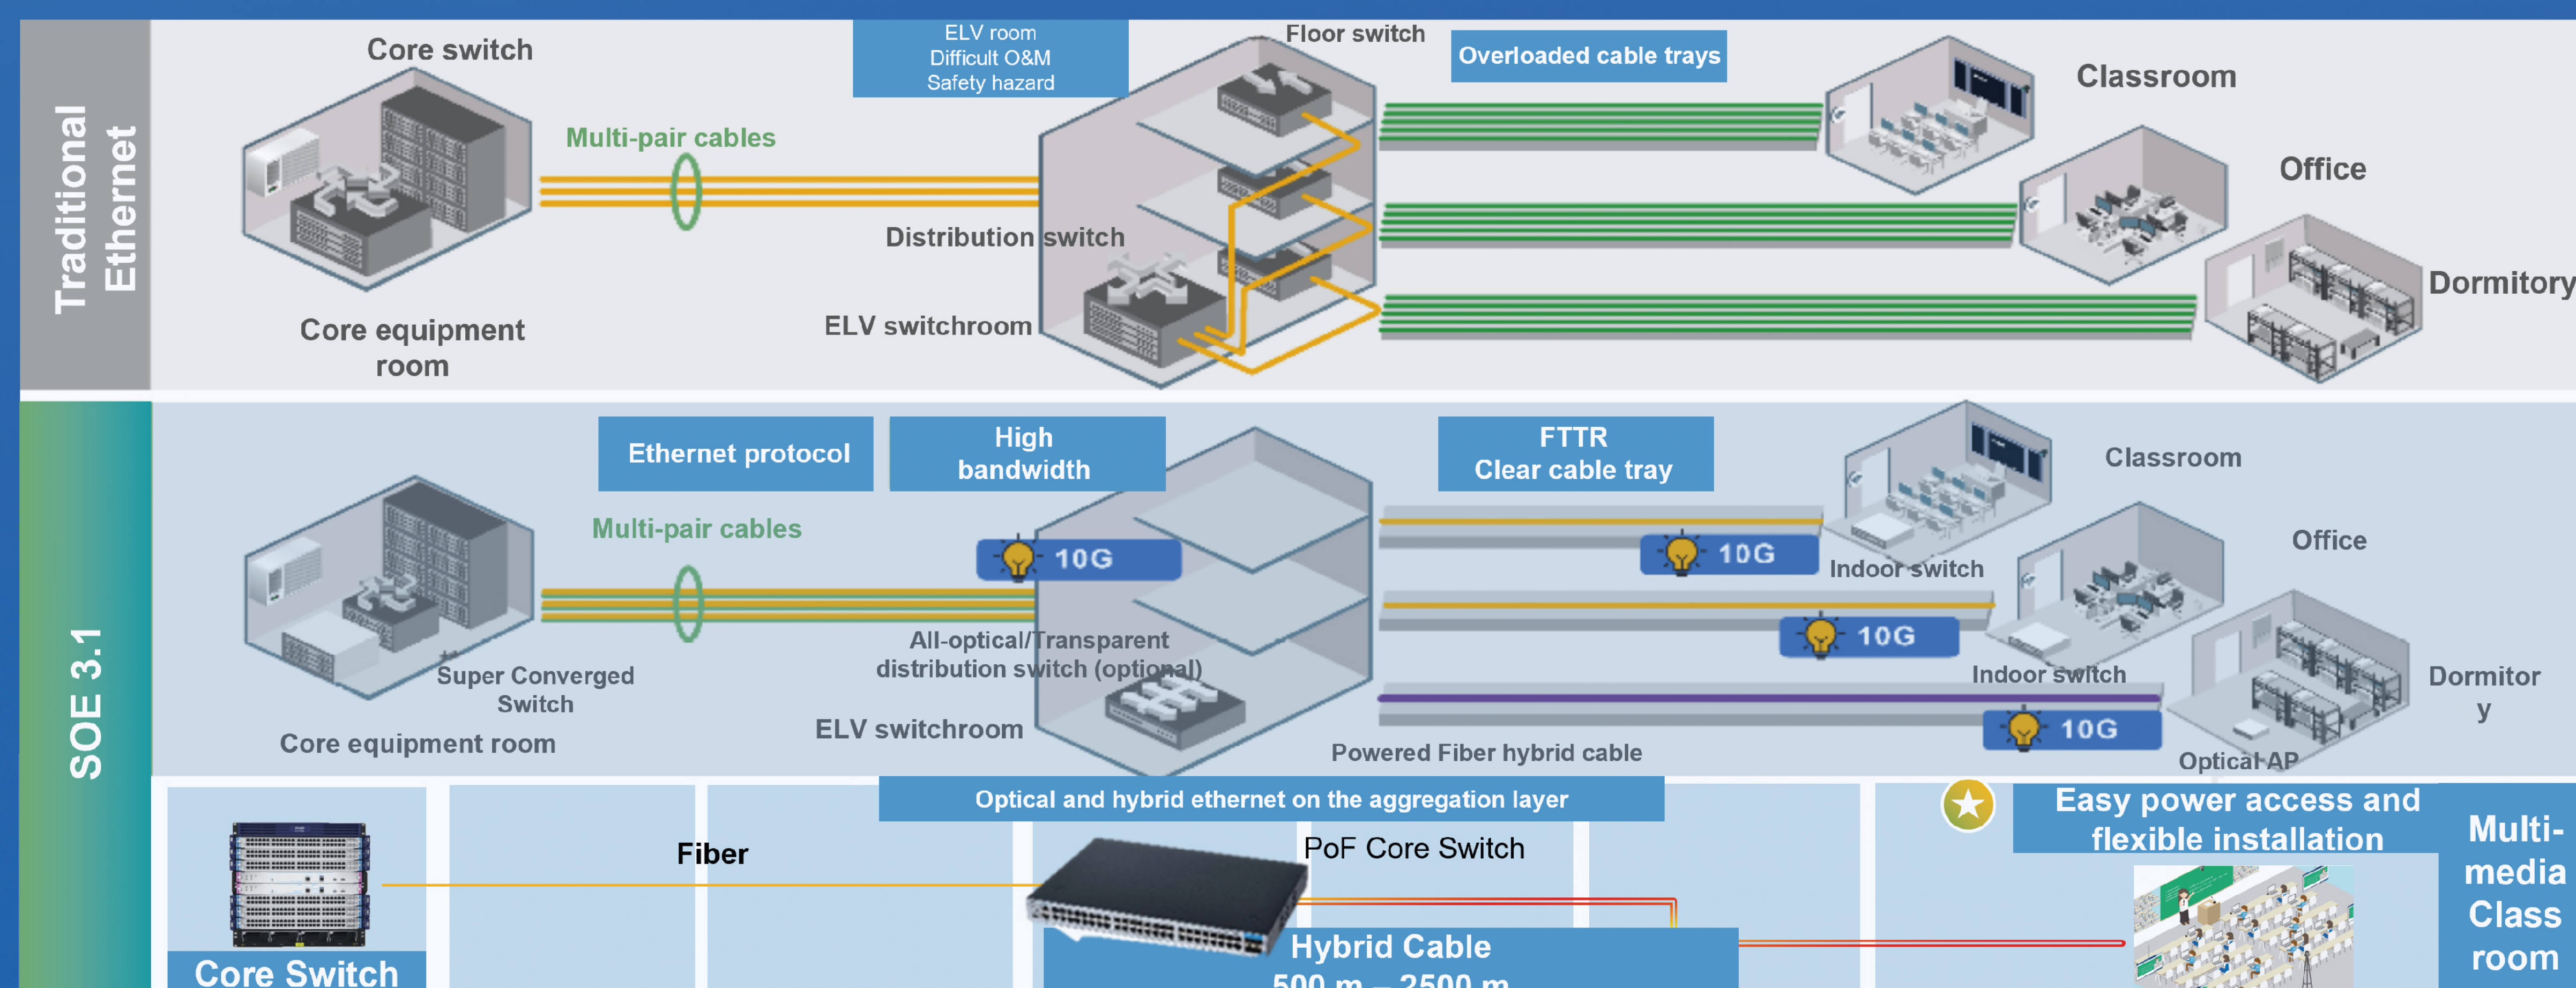 Traditional
Ethernet
Core switch
Core equipment
room
Multi-pair cables
ELV room
Difficult O&M
Safety hazard
Floor switch
Distribution switch
ELV switchroom
Overloaded cable trays
Classroom
Office
Dormitory
SOE 3.1
Ethernet protocol
High
bandwidth
FTTR
Clear cable tray
Multi-pair cables
10G
10G
10G
10G
Super Converged
Switch
Core equipment room
All-optical/Transparent
distribution switch (optional)
ELV switchroom
Powered Fiber hybrid cable
Classroom
Indoor switch
Office
Indoor switch
Dormitor
y
Optical AP
Optical and hybrid ethernet on the aggregation layer
Easy power access and
flexible installation
Fiber
PoF Core Switch
Core Switch
Hybrid Cable
500 m – 2500 m
Multi-
media
Class
room